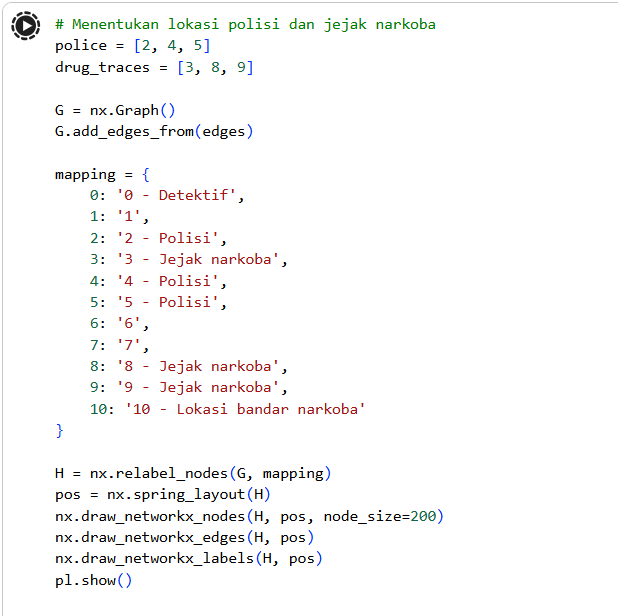 # Menentukan lokasi polisi dan jejak narkoba
police = [2, 4, 5]
drug_traces = [3, 8, 9]
G = nx.Graph()
G.add_edges_from(edges)
mapping = {
    0: '0 - Detektif',
    1: '1',
    2: '2 - Polisi',
    3: '3 - Jejak narkoba',
    4: '4 - Polisi',
    5: '5 - Polisi',
    6: '6',
    7: '7',
    8: '8 - Jejak narkoba',
    9: '9 - Jejak narkoba',
    10: '10 - Lokasi bandar narkoba'
}
H = nx.relabel_nodes(G, mapping)
pos = nx.spring_layout(H)
nx.draw_networkx_nodes(H, pos, node_size=200)
nx.draw_networkx_edges(H, pos)
nx.draw_networkx_labels(H, pos)
pl.show()